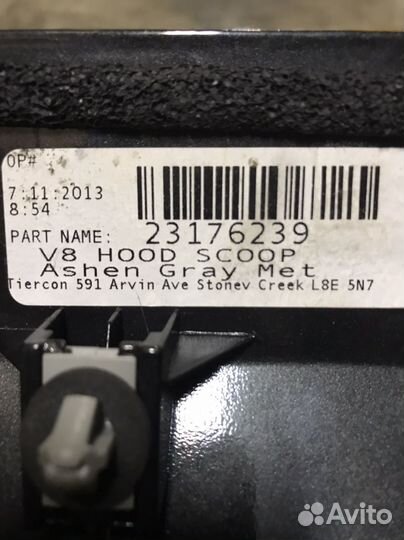 OP#
7:11:2013
8:54
PART NAME: 23176239
V8 HOOD SCOOP
Ashen Gray Met
Tiercon 591 Arvin Ave Stonev Creek L8E 5N7
Avito